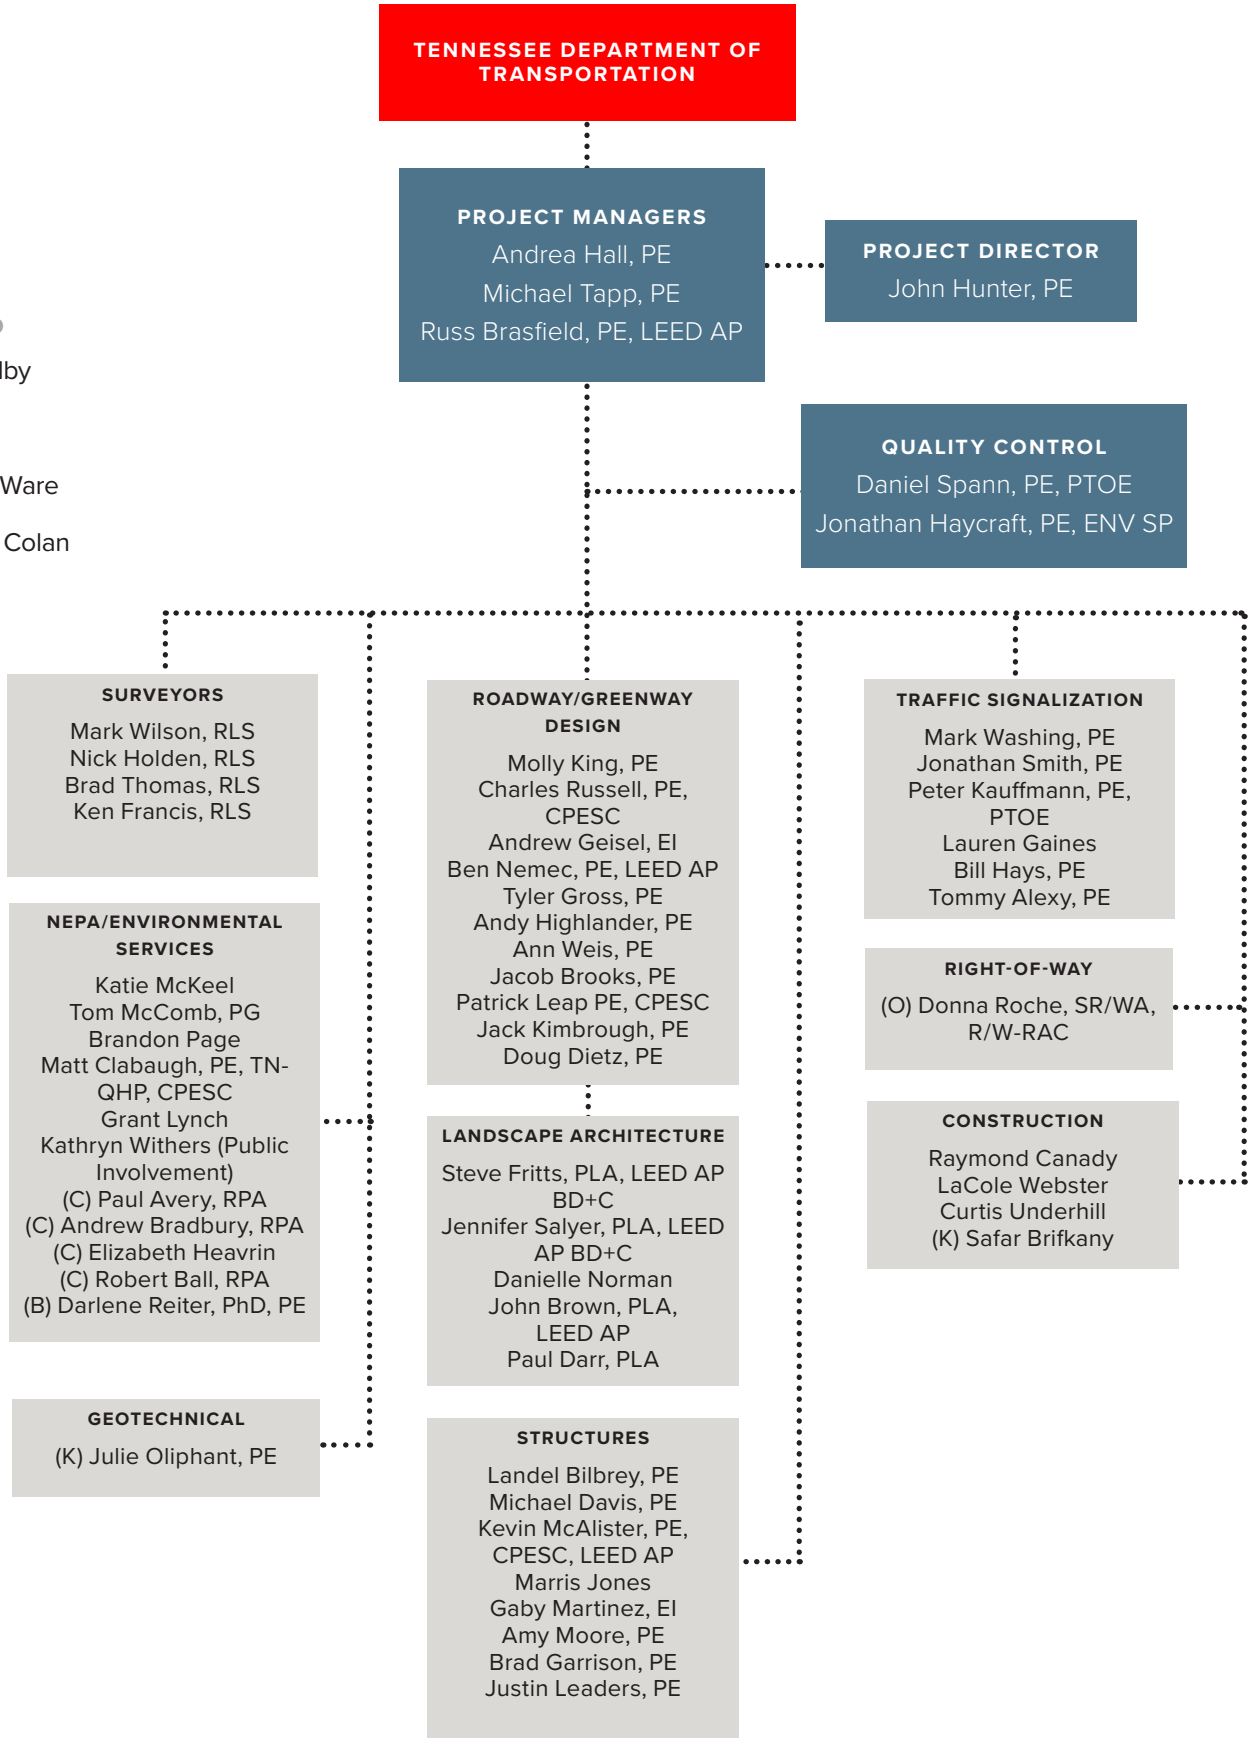 TENNESSEE DEPARTMENT OF
TRANSPORTATION
PROJECT MANAGERS
Andrea Hall, PE
Michael Tapp, PE
Russ Brasfield, PE, LEED AP
PROJECT DIRECTOR
John Hunter, PE
QUALITY CONTROL
Daniel Spann, PE, PTOE
Jonathan Haycraft, PE, ENV SP
Ware
Colan
SURVEYORS
Mark Wilson, RLS
Nick Holden, RLS
Brad Thomas, RLS
Ken Francis, RLS
NEPA/ENVIRONMENTAL
SERVICES
Katie McKeel
Tom McComb, PG
Brandon Page
Matt Clabaugh, PE, TN-
QHP, CPESC
Grant Lynch
Kathryn Withers (Public
Involvement)
(C) Paul Avery, RPA
(C) Andrew Bradbury, RPA
(C) Elizabeth Heavrin
(C) Robert Ball, RPA
(B) Darlene Reiter, PhD, PE
GEOTECHNICAL
(K) Julie Oliphant, PE
ROADWAY/GREENWAY
DESIGN
Molly King, PE
Charles Russell, PE,
CPESC
Andrew Geisel, EI
Ben Nemec, PE, LEED AP
Tyler Gross, PE
Andy Highlander, PE
Ann Weis, PE
Jacob Brooks, PE
Patrick Leap PE, CPESC
Jack Kimbrough, PE
Doug Dietz, PE
LANDSCAPE ARCHITECTURE
Steve Fritts, PLA, LEED AP
BD+C
Jennifer Salyer, PLA, LEED
AP BD+C
Danielle Norman
John Brown, PLA,
LEED AP
Paul Darr, PLA
STRUCTURES
Landel Bilbrey, PE
Michael Davis, PE
Kevin McAlister, PE,
CPESC, LEED AP
Marris Jones
Gaby Martinez, EI
Amy Moore, PE
Brad Garrison, PE
Justin Leaders, PE
TRAFFIC SIGNALIZATION
Mark Washing, PE
Jonathan Smith, PE
Peter Kauffmann, PE,
PTOE
Lauren Gaines
Bill Hays, PE
Tommy Alexy, PE
RIGHT-OF-WAY
(O) Donna Roche, SR/WA,
R/W-RAC
CONSTRUCTION
Raymond Canady
LaCole Webster
Curtis Underhill
(K) Safar Brifkany